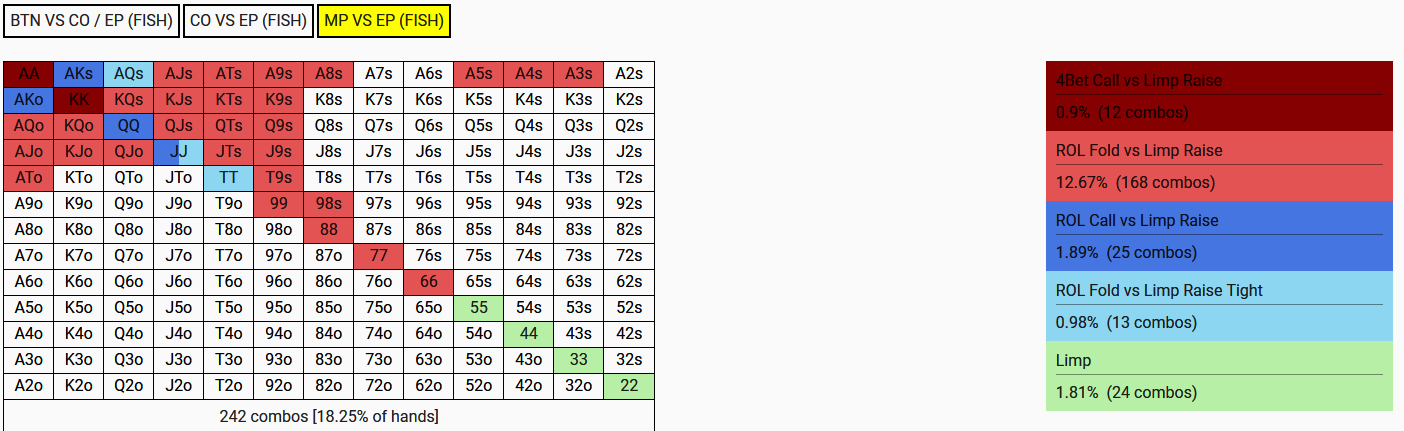 BTN VS CO / EP (FISH) CO VS EP (FISH) MP VS EP (FISH)
AA AKs AQs AJs ATs A9s A8s A7s A6s A5s A4s A3s A2s
AKo KK KQs KJs KTs K9s K8s K7s K6s K5s K4s K3s K2s
AQo KQo QQ QJs QTs Q9s Q8s Q7s Q6s Q5s Q4s Q3s Q2s
AJo KJo QJo JJ JTs J9s J8s J7s J6s J5s J4s J3s J2s
ATo KTo QTo JTo TT T9s T8s T7s T6s T5s T4s T3s T2s
A9o K9o Q9o J9o T9o 99 98s 97s 96s 95s 94s 93s 92s
A8o K8o Q8o J8o T8o 98o 88 87s 86s 85s 84s 83s 82s
A7o K7o Q7o J7o T7o 97o 87o 77 76s 75s 74s 73s 72s
A6o K6o Q6o J6o T6o 96o 86o 76o 66 65s 64s 63s 62s
A5o K5o Q5o J5o T5o 95o 85o 75o 65o 55 54s 53s 52s
A4o K4o Q4o J4o T4o 94o 84o 74o 64o 54o 44 43s 42s
A3o K3o Q3o J3o T3o 93o 83o 73o 63o 53o 43o 33 32s
A2o K2o Q2o J2o T2o 92o 82o 72o 62o 52o 42o 32o 22
242 combos [18.25% of hands]
4Bet Call vs Limp Raise
0.9% (12 combos)
ROL Fold vs Limp Raise
12.67% (168 combos)
ROL Call vs Limp Raise
1.89% (25 combos)
ROL Fold vs Limp Raise Tight
0.98% (13 combos)
Limp
1.81% (24 combos)